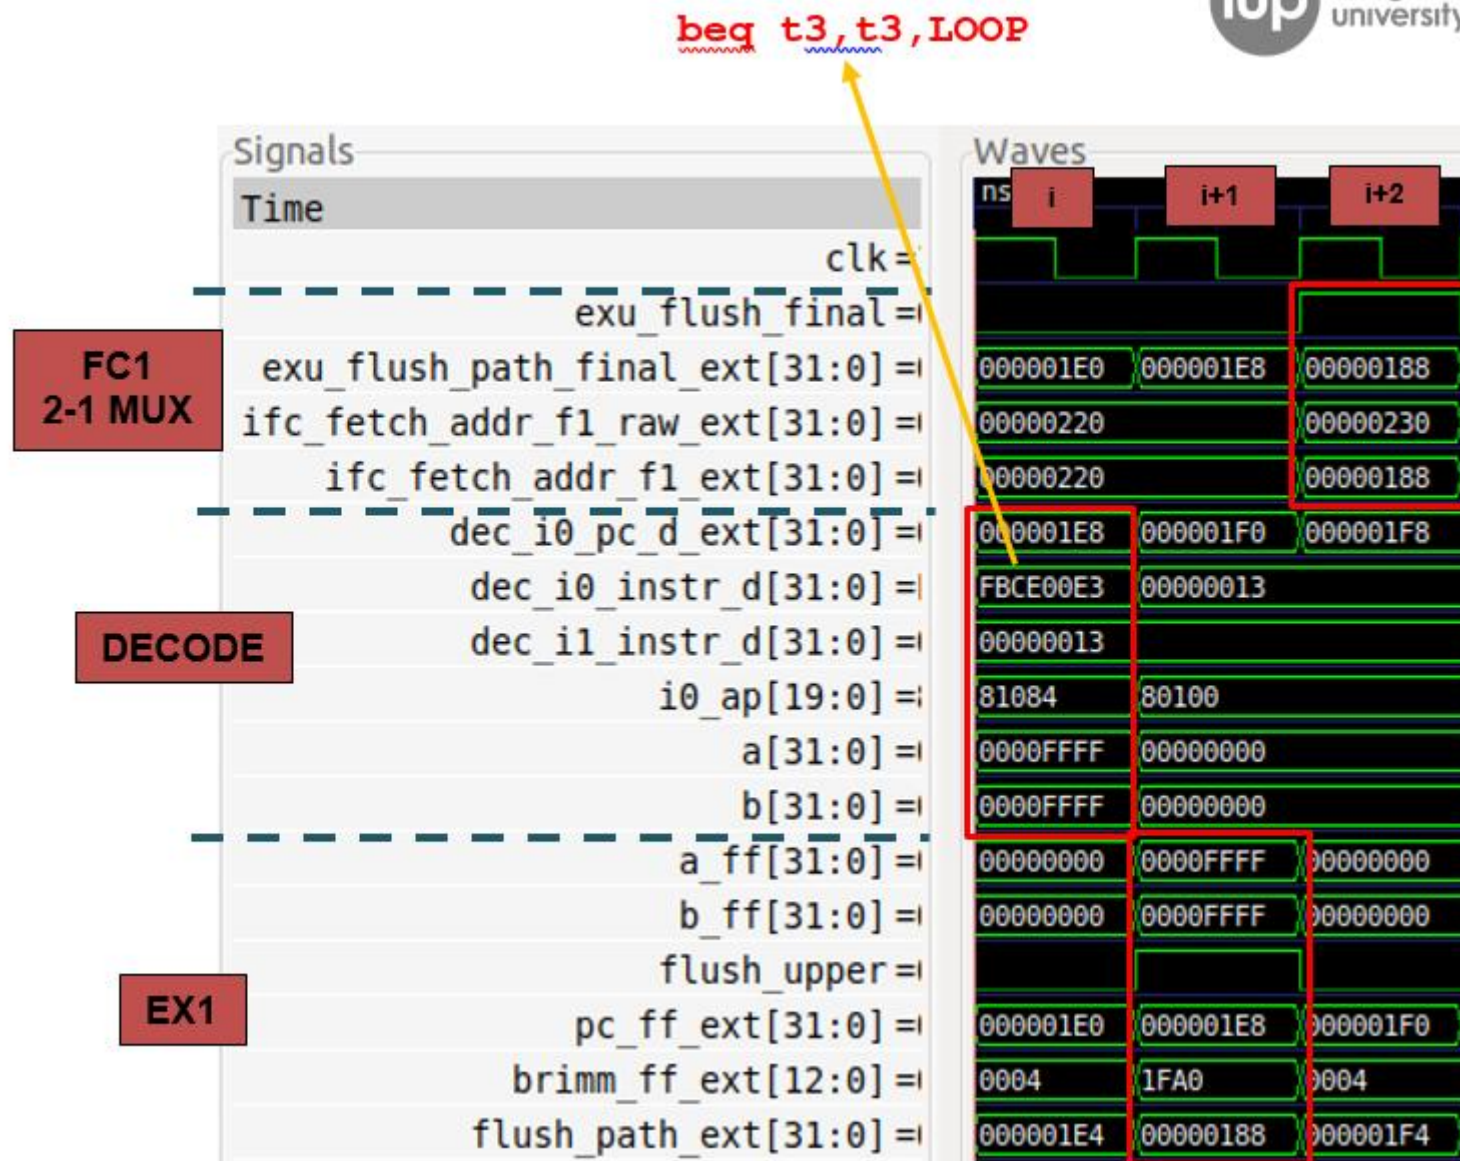 iup
university
beq t3,t3,LOOP
Signals
Waves
Time
ns
i
i+1
i+2
clk =
FC1
2-1 MUX
exu_flush_final =
exu_flush_path_final_ext[31:0] = 000001E0 000001E8 00000188
ifc_fetch_addr_f1_raw_ext[31:0] = 00000220 00000230
ifc_fetch_addr_f1_ext[31:0] = 00000220 00000188
DECODE
dec_i0_pc_d_ext[31:0] = 000001E8 000001F0 000001F8
dec_i0_instr_d[31:0] = FBCE00E3 00000013
dec_i1_instr_d[31:0] = 00000013
i0_ap[19:0] = 81084 80100
a[31:0] = 0000FFFF 00000000
b[31:0] = 0000FFFF 00000000
EX1
a_ff[31:0] = 00000000 0000FFFF 00000000
b_ff[31:0] = 00000000 0000FFFF 00000000
flush_upper =
pc_ff_ext[31:0] = 000001E0 000001E8 000001F0
brimm_ff_ext[12:0] = 0004 1FA0 0004
flush_path_ext[31:0] = 000001E4 00000188 000001F4